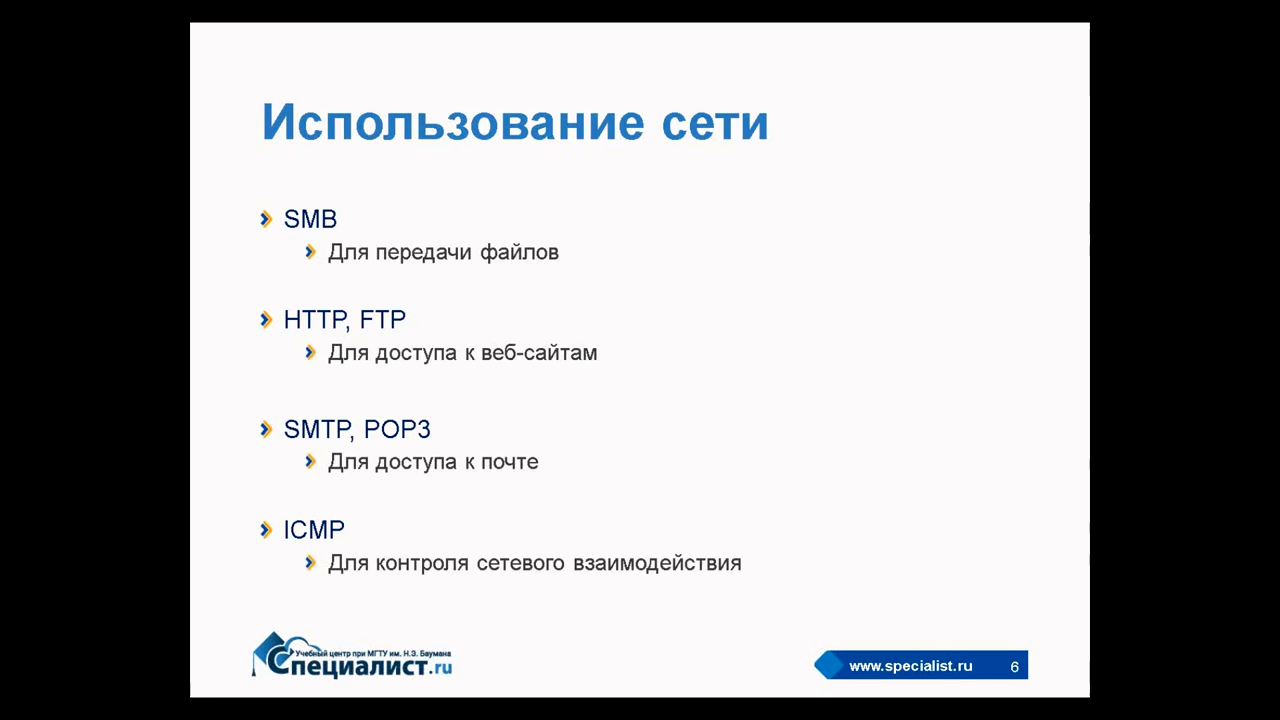 Использование сети
SMB
Для передачи файлов
HTTP, FTP
Для доступа к веб-сайтам
SMTP, POP3
Для доступа к почте
ICMP
Для контроля сетевого взаимодействия
Учебный центр при МГТУ им. Н.Э. Баумана
Специалист.ru
www.specialist.ru 6